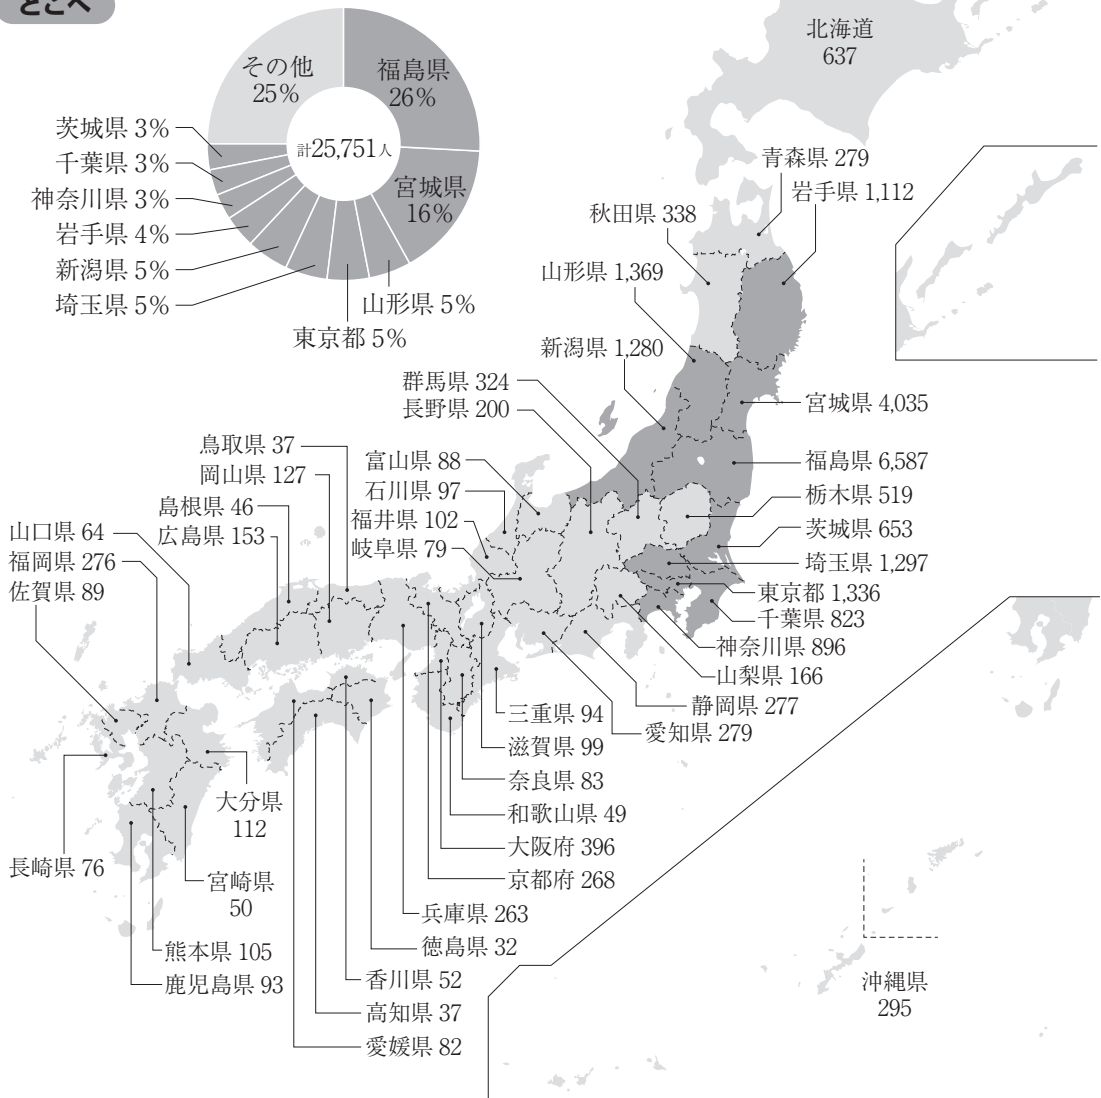 どこへ
その他
25%
福島県
26%
計25,751人
宮城県
16%
茨城県 3%
千葉県 3%
神奈川県 3%
岩手県 4%
新潟県 5%
埼玉県 5%
東京都 5%
山形県 5%
北海道
637
青森県 279
岩手県 1,112
秋田県 338
山形県 1,369
新潟県 1,280
群馬県 324
長野県 200
宮城県 4,035
福島県 6,587
栃木県 519
茨城県 653
埼玉県 1,297
東京都 1,336
千葉県 823
神奈川県 896
山梨県 166
静岡県 277
愛知県 279
鳥取県 37
岡山県 127
島根県 46
広島県 153
山口県 64
福岡県 276
佐賀県 89
富山県 88
石川県 97
福井県 102
岐阜県 79
三重県 94
滋賀県 99
奈良県 83
和歌山県 49
大阪府 396
京都府 268
兵庫県 263
徳島県 32
香川県 52
高知県 37
愛媛県 82
大分県
112
長崎県 76
宮崎県
50
熊本県 105
鹿児島県 93
沖縄県
295